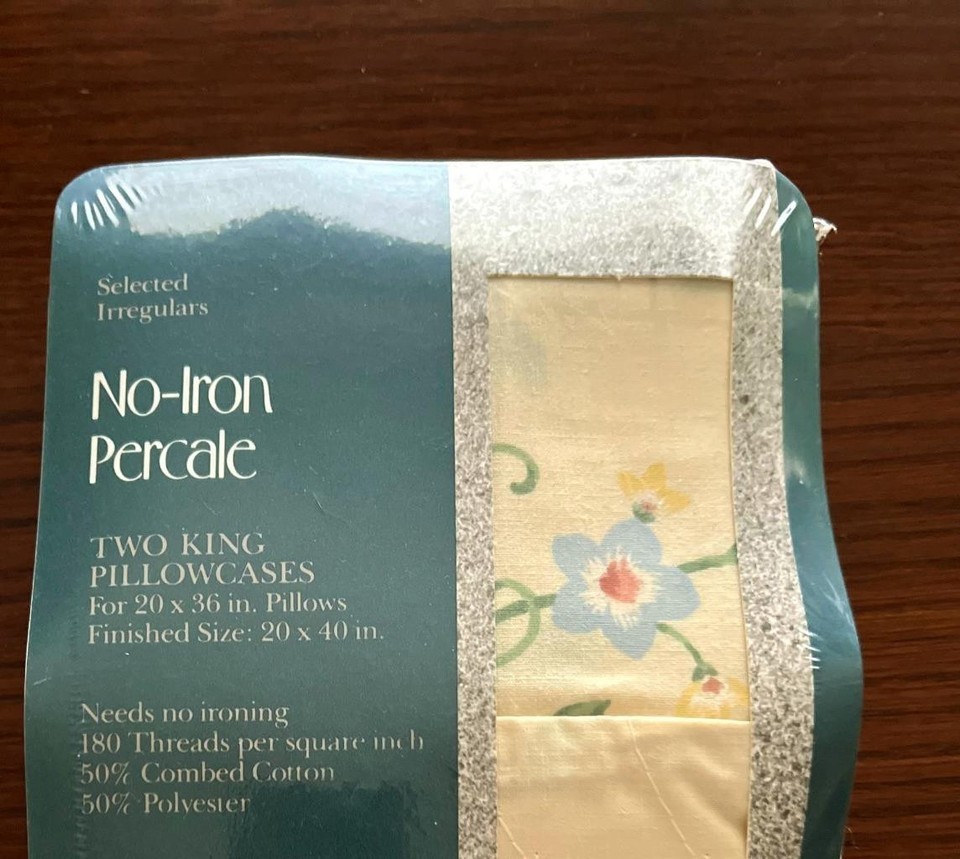 Selected
Irregulars
No-Iron
Percale
TWO KING
PILLOWCASES
For 20 x 36 in. Pillows
Finished Size: 20 x 40 in.
Needs no ironing
180 Threads per square inch
50% Combed Cotton
50% Polyester